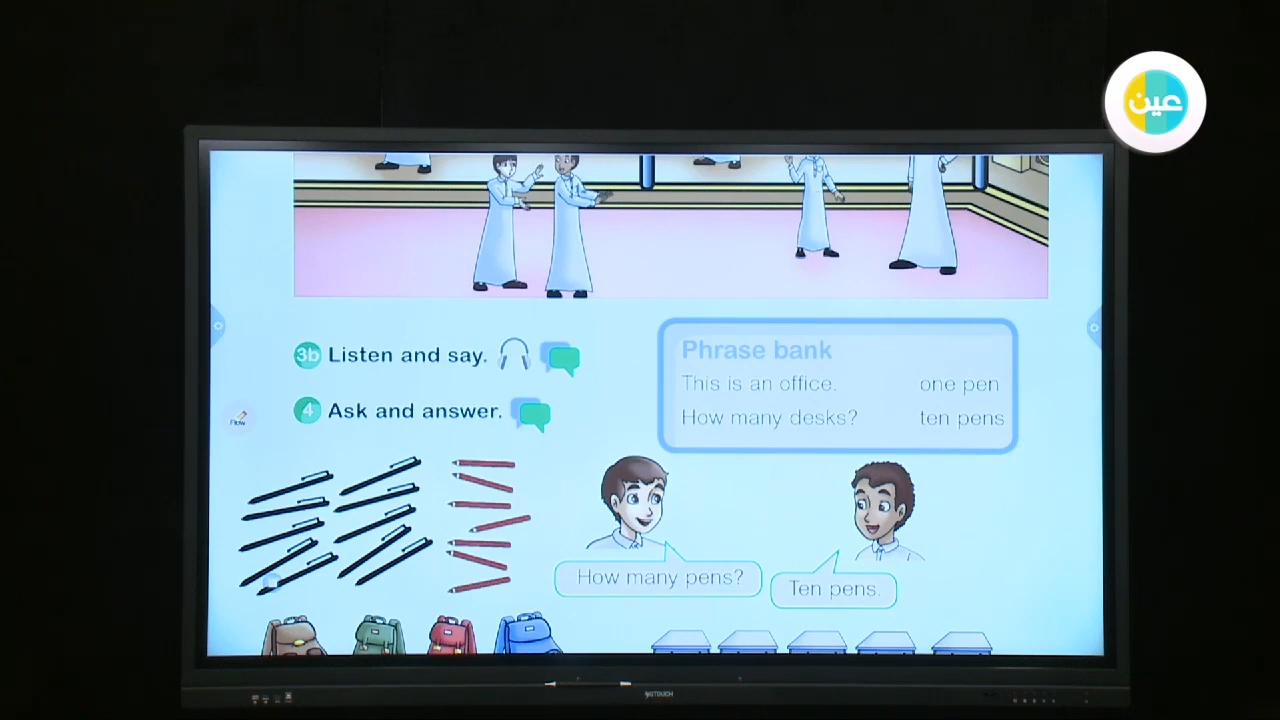 عين
3b Listen and say.
4 Ask and answer.
Phrase bank
This is an office. one pen
How many desks? ten pens
Flow
How many pens?
Ten pens.